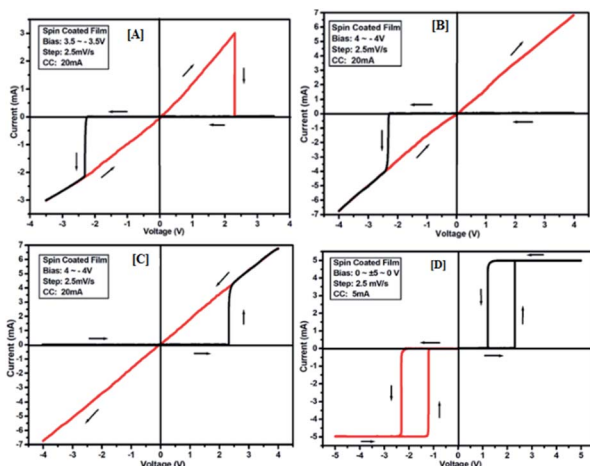 [A]
Spin Coated Film
Bias: 3.5 ~ - 3.5V
Step: 2.5mV/s
CC: 20mA
Current (mA)
4
3
2
1
0
-1
-2
-3
-4
-4 -3 -2 -1 0 1 2 3 4
Voltage (V)
[B]
Spin Coated Film
Bias: 4 ~ - 4V
Step: 2.5mV/s
CC: 20mA
Current (mA)
7
6
5
4
3
2
1
0
-1
-2
-3
-4
-5
-6
-7
-4 -2 0 2 4
Voltage (V)
[C]
Spin Coated Film
Bias: 4 ~ - 4V
Step: 2.5mV/s
CC: 20mA
Current (mA)
7
6
5
4
3
2
1
0
-1
-2
-3
-4
-5
-6
-7
-4 -3 -2 -1 0 1 2 3 4
Voltage (V)
[D]
Spin Coated Film
Bias: 0 ~ ±5 ~ 0 V
Step: 2.5 mV/s
CC: 5mA
Current (mA)
6
5
4
3
2
1
0
-1
-2
-3
-4
-5
-5 -4 -3 -2 -1 0 1 2 3 4 5
Voltage (V)